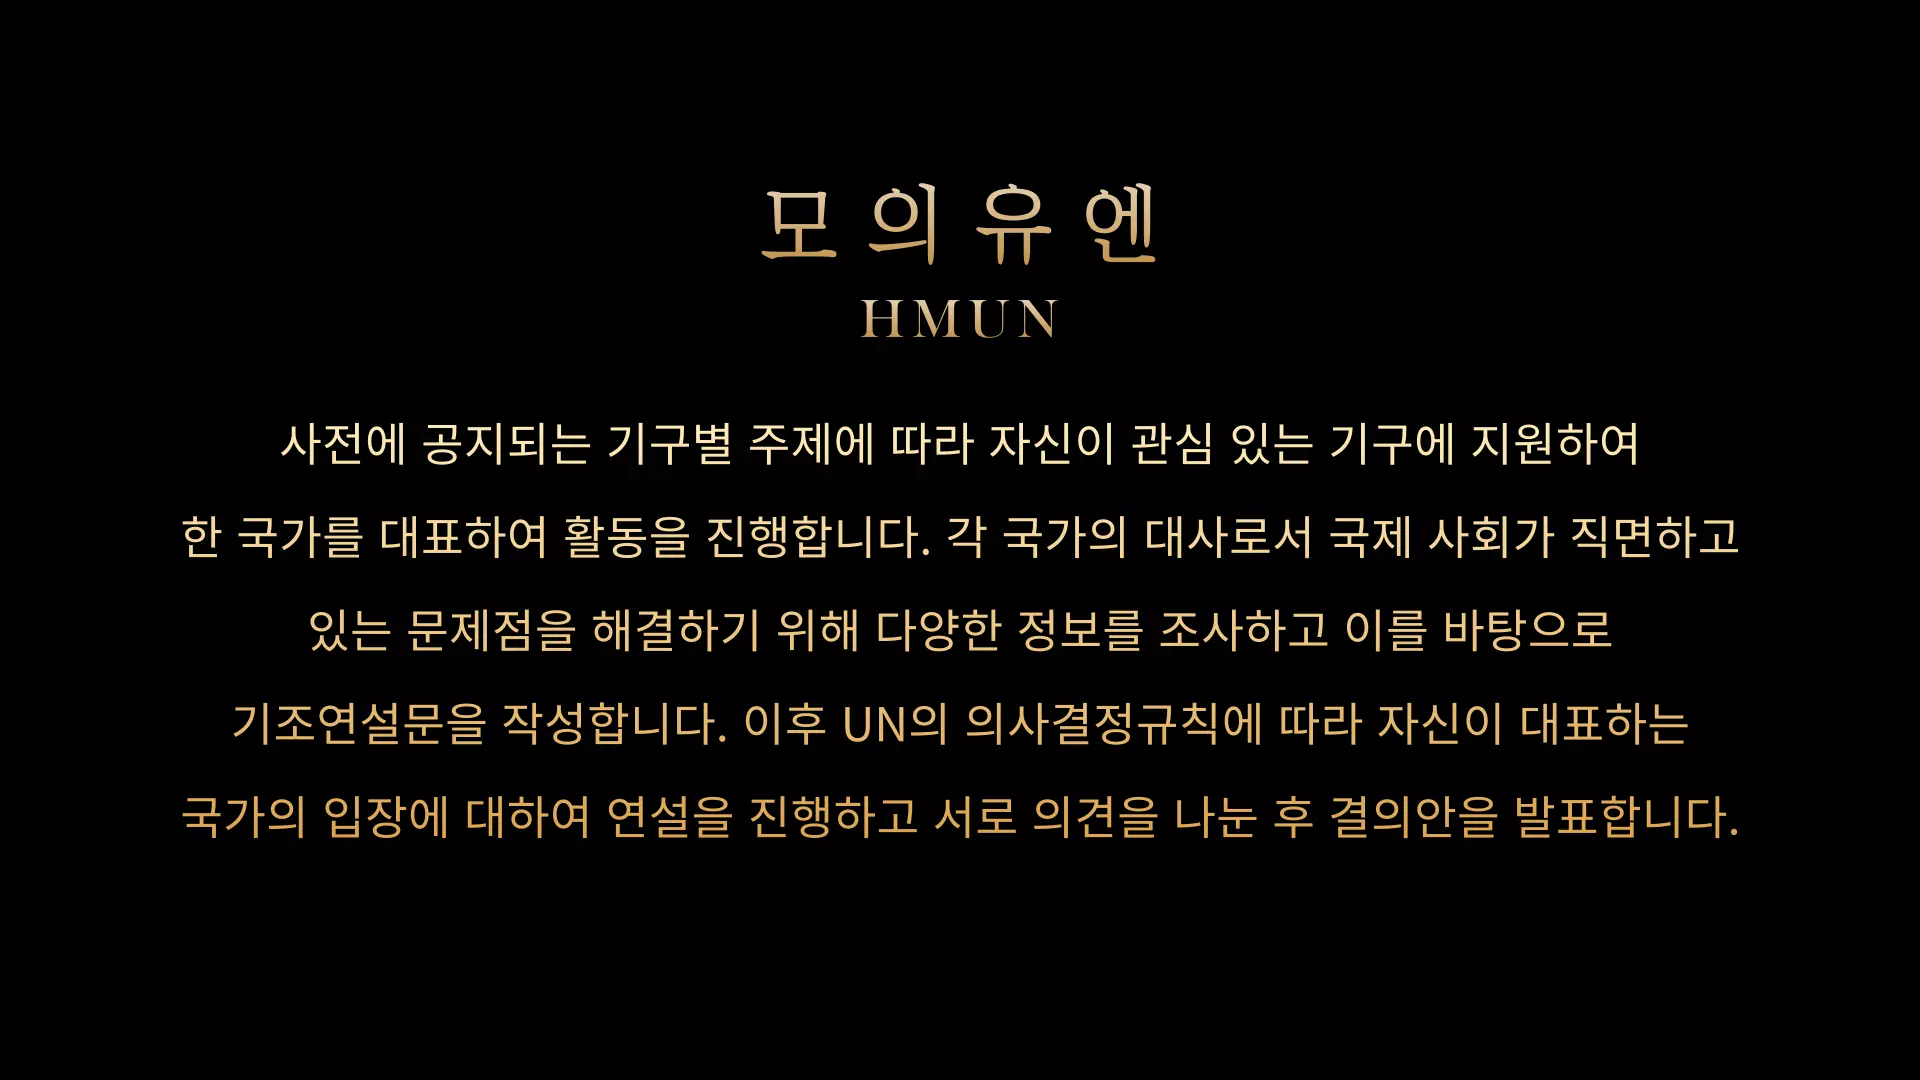 모의유엔
HMUN
사전에 공지되는 기구별 주제에 따라 자신이 관심 있는 기구에 지원하여
한 국가를 대표하여 활동을 진행합니다. 각 국가의 대사로서 국제 사회가 직면하고
있는 문제점을 해결하기 위해 다양한 정보를 조사하고 이를 바탕으로
기조연설문을 작성합니다. 이후 UN의 의사결정규칙에 따라 자신이 대표하는
국가의 입장에 대하여 연설을 진행하고 서로 의견을 나눈 후 결의안을 발표합니다.